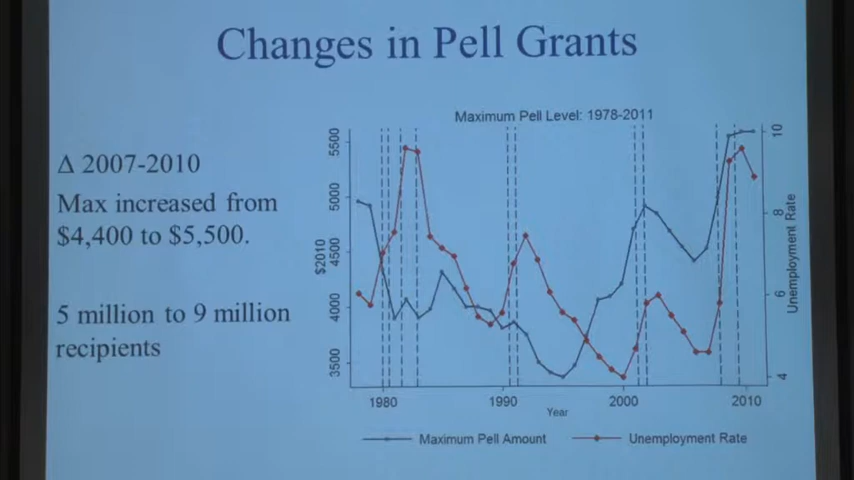 Changes in Pell Grants
Δ 2007-2010
Max increased from
$4,400 to $5,500.
5 million to 9 million
recipients
Maximum Pell Level: 1978-2011
5500
5000
4500
4000
3500
$2010
10
8
6
4
Unemployment Rate
1980
1990
2000
2010
Year
Maximum Pell Amount
Unemployment Rate